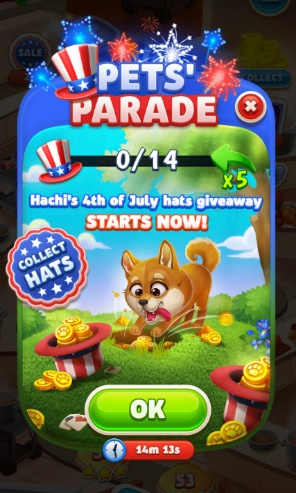 SALE
PETS'
PARADE
0/14
x5
COLLECT
Hachi's 4th of July hats giveaway
STARTS NOW!
COLLECT
HATS
OK
14m 13s
53